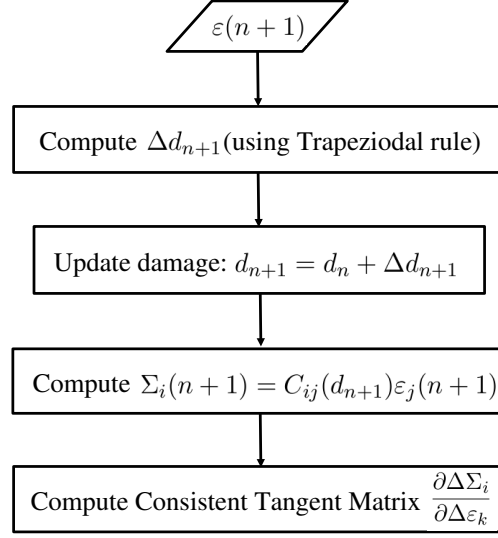 ε(n + 1)
Compute Δd_{n+1}(using Trapeziodal rule)
Update damage: d_{n+1} = d_n + Δd_{n+1}
Compute Σ_i(n + 1) = C_{ij}(d_{n+1})ε_j(n + 1)
Compute Consistent Tangent Matrix ∂ΔΣ_i/∂Δε_k